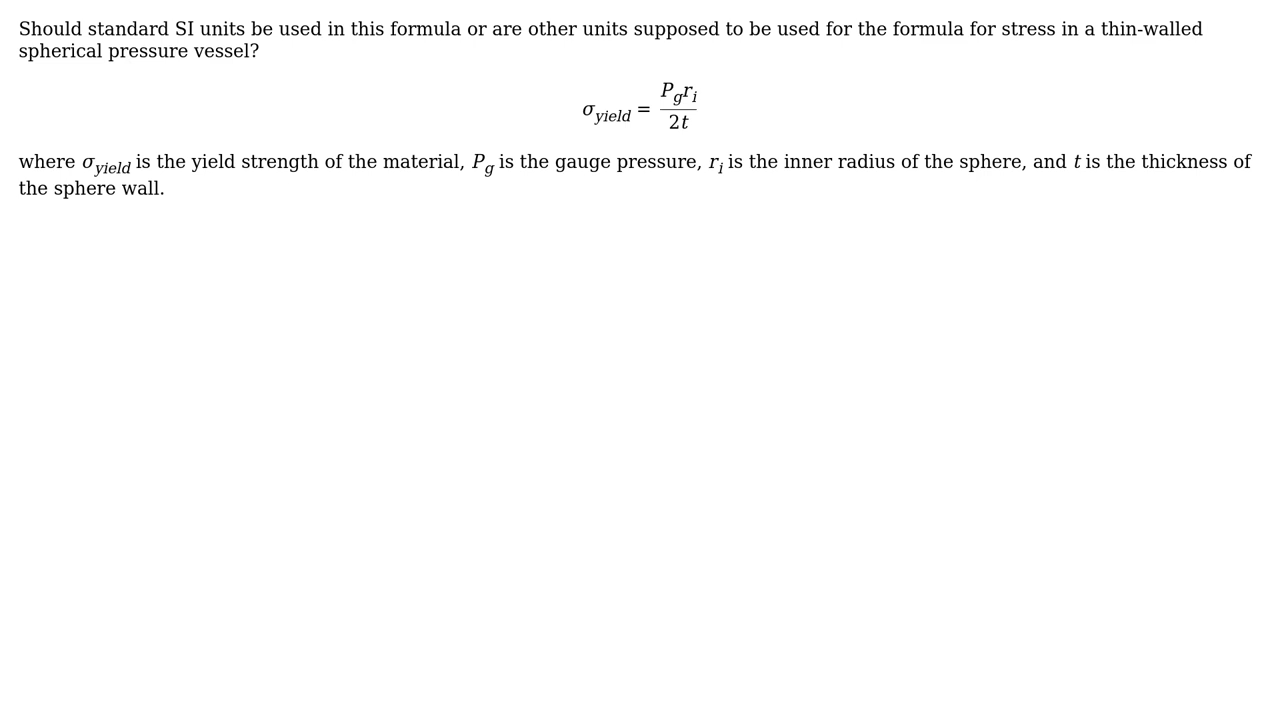 Should standard SI units be used in this formula or are other units supposed to be used for the formula for stress in a thin-walled
spherical pressure vessel?
σ_yield = P_g r_i / 2t
where σ_yield is the yield strength of the material, P_g is the gauge pressure, r_i is the inner radius of the sphere, and t is the thickness of
the sphere wall.